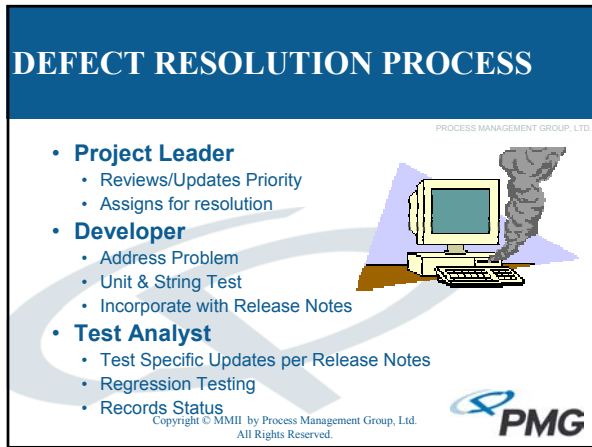 DEFECT RESOLUTION PROCESS
PROCESS MANAGEMENT GROUP, LTD.
• Project Leader
• Reviews/Updates Priority
• Assigns for resolution
• Developer
• Address Problem
• Unit & String Test
• Incorporate with Release Notes
• Test Analyst
• Test Specific Updates per Release Notes
• Regression Testing
• Records Status
Copyright © MMII by Process Management Group, Ltd.
All Rights Reserved.
PMG